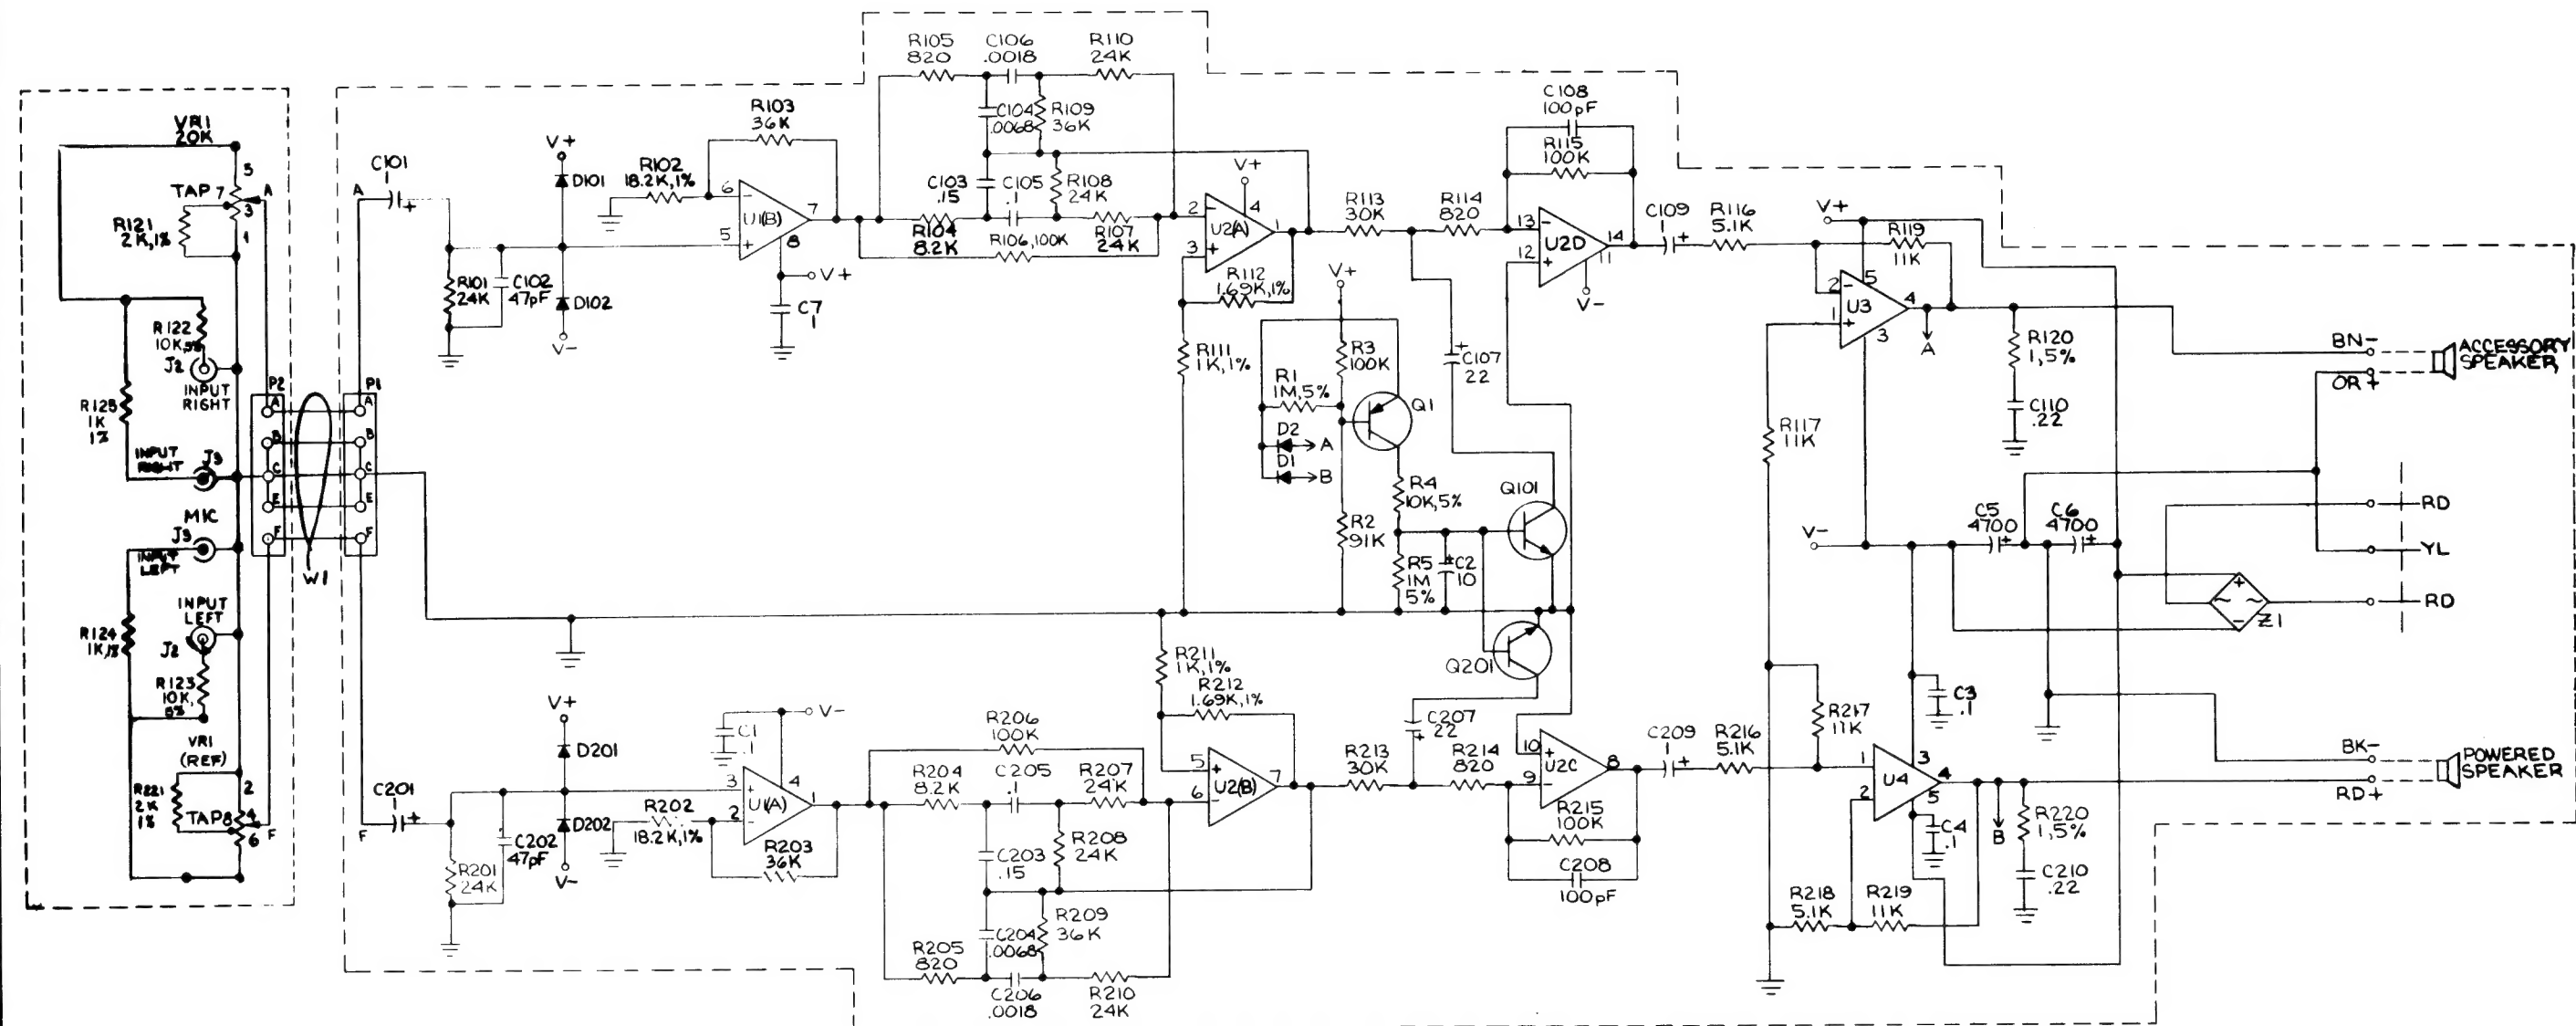 VR1
20K
5
TAP 7
A
3
1
R121
2K,1%
R122
10K,5%
J2
INPUT
RIGHT
R125
1K
1%
INPUT
RIGHT
J3
MIC
J3
INPUT
LEFT
R124
1K,1%
INPUT
LEFT
J2
R123
10K,
5%
VR1
(REF)
R221
2K
1%
2
4
TAP 8
6
F
P2
A
B
C
E
F
W1
P1
A
B
C
E
F
A
C101
1
+
R101
24K
C102
47pF
V+
D101
D102
V-
R102
18.2K,1%
R103
36K
6
-
U1(B)
7
5
+
8
V+
C7
.1
R105
820
C106
.0018
R110
24K
C104
.0068
R109
36K
C103
.15
C105
.1
R108
24K
R104
8.2K
R106,100K
R107
24K
V+
4
2
-
U2(A)
1
3
+
R112
1.69K,1%
R111
1K,1%
R113
30K
R114
820
C108
100pF
R115
100K
13
-
U2D
14
12
+
11
V-
C109
1
+
R116
5.1K
V+
R3
100K
R1
1M,5%
D2
A
D1
B
Q1
R4
10K,5%
R2
91K
R5
1M
5%
+
C2
10
+
C107
22
Q101
Q201
V+
R119
11K
5
2
-
U3
4
1
+
3
A
R117
11K
R120
1,5%
C110
.22
BN-
OR+
ACCESSORY
SPEAKER
V-
C5
4700
+
C6
4700
+
RD
YL
RD
+
~ ~
-
Z1
F
C201
1
+
R201
24K
C202
47pF
V+
D201
D202
V-
C1
.1
V-
R202
18.2K,1%
3
+
4
U1(A)
1
2
-
R203
36K
R206
100K
R204
8.2K
C205
.1
R207
24K
C203
.15
R208
24K
C204
.0068
R209
36K
R205
820
C206
.0018
R210
24K
R211
1K,1%
R212
1.69K,1%
5
+
U2(B)
7
6
-
R213
30K
C207
22
+
R214
820
10
+
U2C
8
9
-
R215
100K
C208
100pF
C209
1
+
R216
5.1K
R217
11K
1
3
U4
4
2
5
C3
.1
C4
.1
B
R218
5.1K
R219
11K
R220
1,5%
C210
.22
BK-
RD+
POWERED
SPEAKER